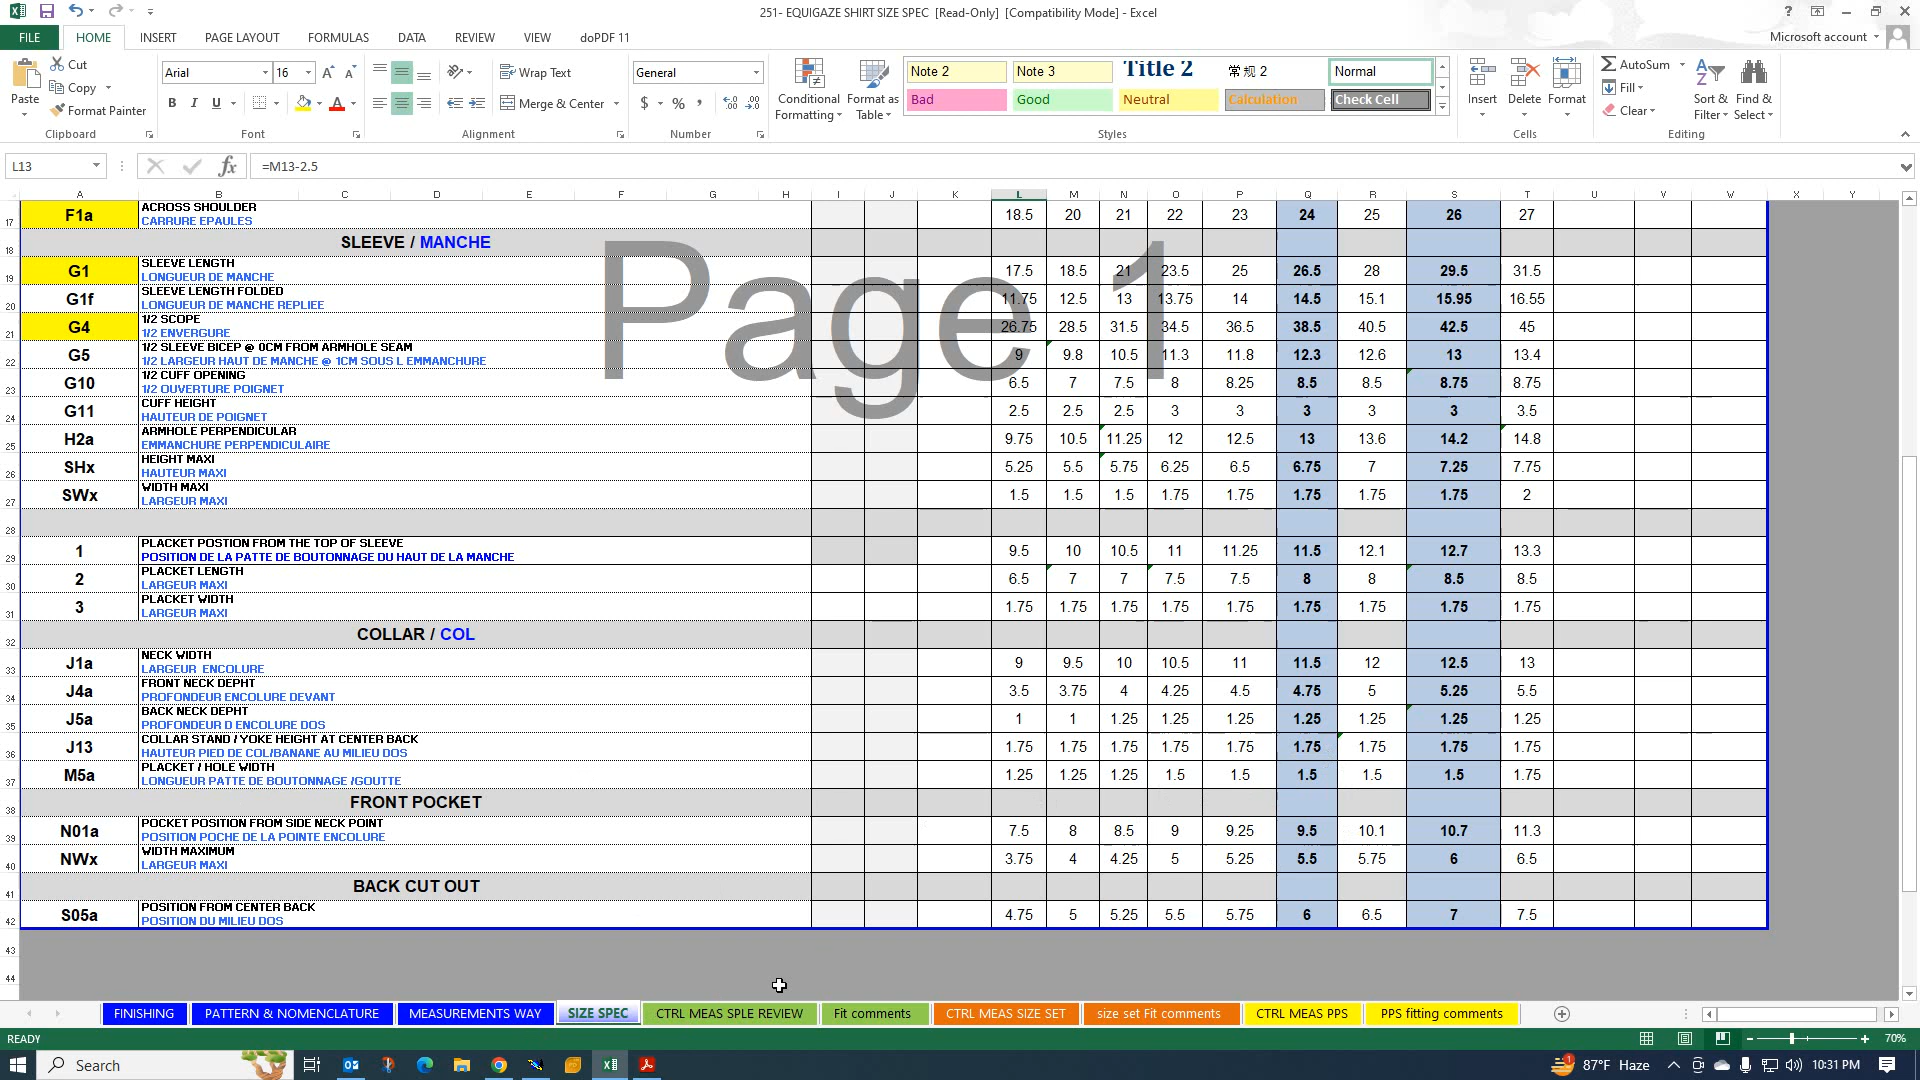 251- EQUIGAZE SHIRT SIZE SPEC [Read-Only] [Compatibility Mode] - Excel
FILE HOME INSERT PAGE LAYOUT FORMULAS DATA REVIEW VIEW doPDF 11 Microsoft account
Paste Cut Copy Format Painter Clipboard
Arial 16 B I U A Font
Wrap Text Merge & Center Alignment
General $ % , Number
Conditional Formatting Format as Table
Note 2 Note 3 Title 2 常规 2 Normal
Bad Good Neutral Calculation Check Cell
Styles
Insert Delete Format Cells
AutoSum Fill Clear Sort & Filter Find & Select Editing
L13 fx =M13-2.5
A B C D E F G H I J K L M N O P Q R S T U V W X Y
Page 1
17 F1a ACROSS SHOULDER 18.5 20 21 22 23 24 25 26 27
CARRURE EPAULES
18 SLEEVE / MANCHE
19 G1 SLEEVE LENGTH 17.5 18.5 21 23.5 25 26.5 28 29.5 31.5
LONGUEUR DE MANCHE
20 G1f SLEEVE LENGTH FOLDED 11.75 12.5 13 13.75 14 14.5 15.1 15.95 16.55
LONGUEUR DE MANCHE REPLIEE
21 G4 1/2 SCOPE 26.75 28.5 31.5 34.5 36.5 38.5 40.5 42.5 45
1/2 ENVERGURE
22 G5 1/2 SLEEVE BICEP @ 0CM FROM ARMHOLE SEAM 9 9.8 10.5 11.3 11.8 12.3 12.6 13 13.4
1/2 LARGEUR HAUT DE MANCHE @ 1CM SOUS L EMMANCHURE
23 G10 1/2 CUFF OPENING 6.5 7 7.5 8 8.25 8.5 8.5 8.75 8.75
1/2 OUVERTURE POIGNET
24 G11 CUFF HEIGHT 2.5 2.5 2.5 3 3 3 3 3 3.5
HAUTEUR DE POIGNET
25 H2a ARMHOLE PERPENDICULAR 9.75 10.5 11.25 12 12.5 13 13.6 14.2 14.8
EMMANCHURE PERPENDICULAIRE
26 SHx HEIGHT MAXI 5.25 5.5 5.75 6.25 6.5 6.75 7 7.25 7.75
HAUTEUR MAXI
27 SWx WIDTH MAXI 1.5 1.5 1.5 1.75 1.75 1.75 1.75 1.75 2
LARGEUR MAXI
28
29 1 PLACKET POSTION FROM THE TOP OF SLEEVE 9.5 10 10.5 11 11.25 11.5 12.1 12.7 13.3
POSITION DE LA PATTE DE BOUTONNAGE DU HAUT DE LA MANCHE
30 2 PLACKET LENGTH 6.5 7 7 7.5 7.5 8 8 8.5 8.5
LARGEUR MAXI
31 3 PLACKET WIDTH 1.75 1.75 1.75 1.75 1.75 1.75 1.75 1.75 1.75
LARGEUR MAXI
32 COLLAR / COL
33 J1a NECK WIDTH 9 9.5 10 10.5 11 11.5 12 12.5 13
LARGEUR ENCOLURE
34 J4a FRONT NECK DEPHT 3.5 3.75 4 4.25 4.5 4.75 5 5.25 5.5
PROFONDEUR ENCOLURE DEVANT
35 J5a BACK NECK DEPHT 1 1 1.25 1.25 1.25 1.25 1.25 1.25 1.25
PROFONDEUR D ENCOLURE DOS
36 J13 COLLAR STAND / YOKE HEIGHT AT CENTER BACK 1.75 1.75 1.75 1.75 1.75 1.75 1.75 1.75 1.75
HAUTEUR PIED DE COL/BANANE AU MILIEU DOS
37 M5a PLACKET / HOLE WIDTH 1.25 1.25 1.25 1.5 1.5 1.5 1.5 1.5 1.75
LONGUEUR PATTE DE BOUTONNAGE /GOUTTE
38 FRONT POCKET
39 N01a POCKET POSITION FROM SIDE NECK POINT 7.5 8 8.5 9 9.25 9.5 10.1 10.7 11.3
POSITION POCHE DE LA POINTE ENCOLURE
40 NWx WIDTH MAXIMUM 3.75 4 4.25 5 5.25 5.5 5.75 6 6.5
LARGEUR MAXI
41 BACK CUT OUT
42 S05a POSITION FROM CENTER BACK 4.75 5 5.25 5.5 5.75 6 6.5 7 7.5
POSITION DU MILIEU DOS
43
44
FINISHING PATTERN & NOMENCLATURE MEASUREMENTS WAY SIZE SPEC CTRL MEAS SPLE REVIEW Fit comments CTRL MEAS SIZE SET size set Fit comments CTRL MEAS PPS PPS fitting comments
READY 70%
Search 87°F Haze 10:31 PM